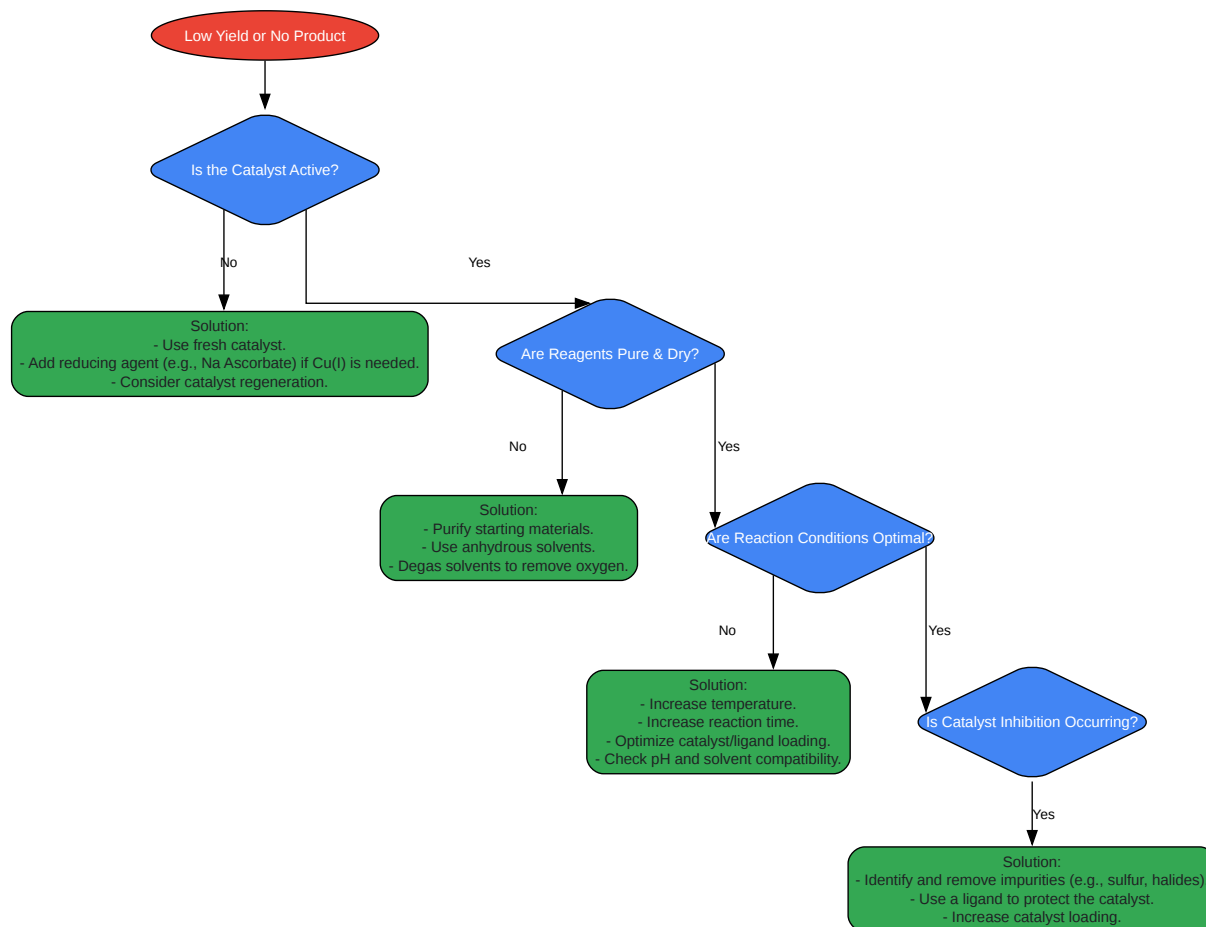 Low Yield or No Product
Is the Catalyst Active?
No
Yes
Solution:
- Use fresh catalyst.
- Add reducing agent (e.g., Na Ascorbate) if Cu(I) is needed.
- Consider catalyst regeneration.
Are Reagents Pure & Dry?
No
Yes
Solution:
- Purify starting materials.
- Use anhydrous solvents.
- Degas solvents to remove oxygen.
Are Reaction Conditions Optimal?
No
Yes
Solution:
- Increase temperature.
- Increase reaction time.
- Optimize catalyst/ligand loading.
- Check pH and solvent compatibility.
Is Catalyst Inhibition Occurring?
Yes
Solution:
- Identify and remove impurities (e.g., sulfur, halides)
- Use a ligand to protect the catalyst.
- Increase catalyst loading.